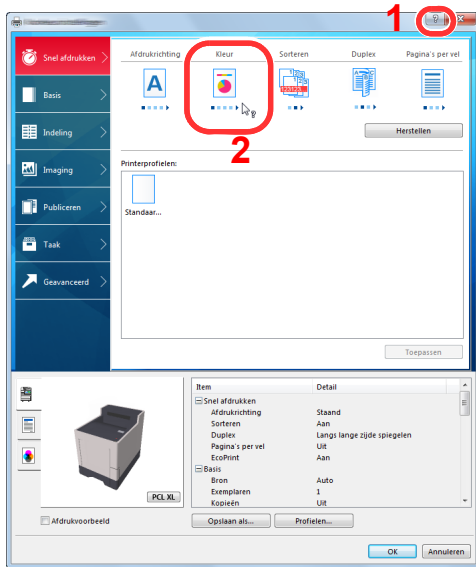 1
?
Snel afdrukken
Afdrukrichting Kleur Sorteren Duplex Pagina's per vel
A
?
2
Basis
Indeling
Herstellen
Imaging
Printerprofielen:
Standaar...
Publiceren
Taak
Geavanceerd
Toepassen
Item Detail
Snel afdrukken
Afdrukrichting Staand
Sorteren Aan
Duplex Langs lange zijde spiegelen
Pagina's per vel Uit
EcoPrint Aan
Basis
Bron Auto
Exemplaren 1
Kopieën Uit
PCL XL
Afdrukvoorbeeld
Opslaan als... Profielen...
OK Annuleren